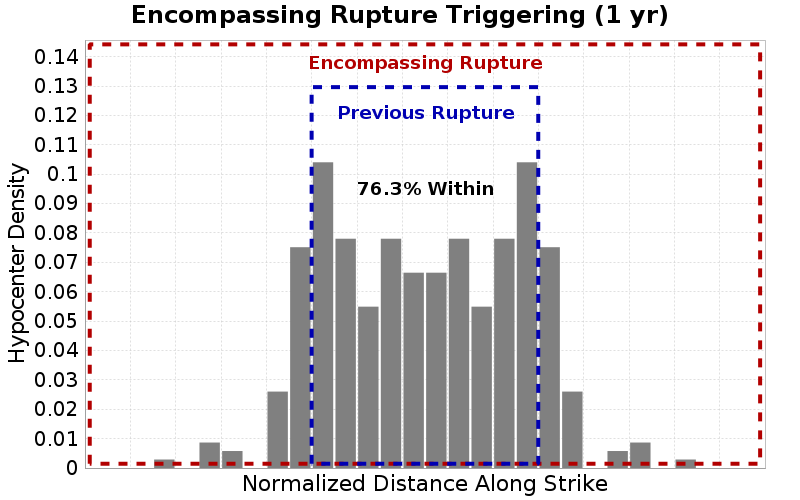 Encompassing Rupture Triggering (1 yr)
Encompassing Rupture
Previous Rupture
76.3% Within
Hypocenter Density
0.14
0.13
0.12
0.11
0.1
0.09
0.08
0.07
0.06
0.05
0.04
0.03
0.02
0.01
0
Normalized Distance Along Strike